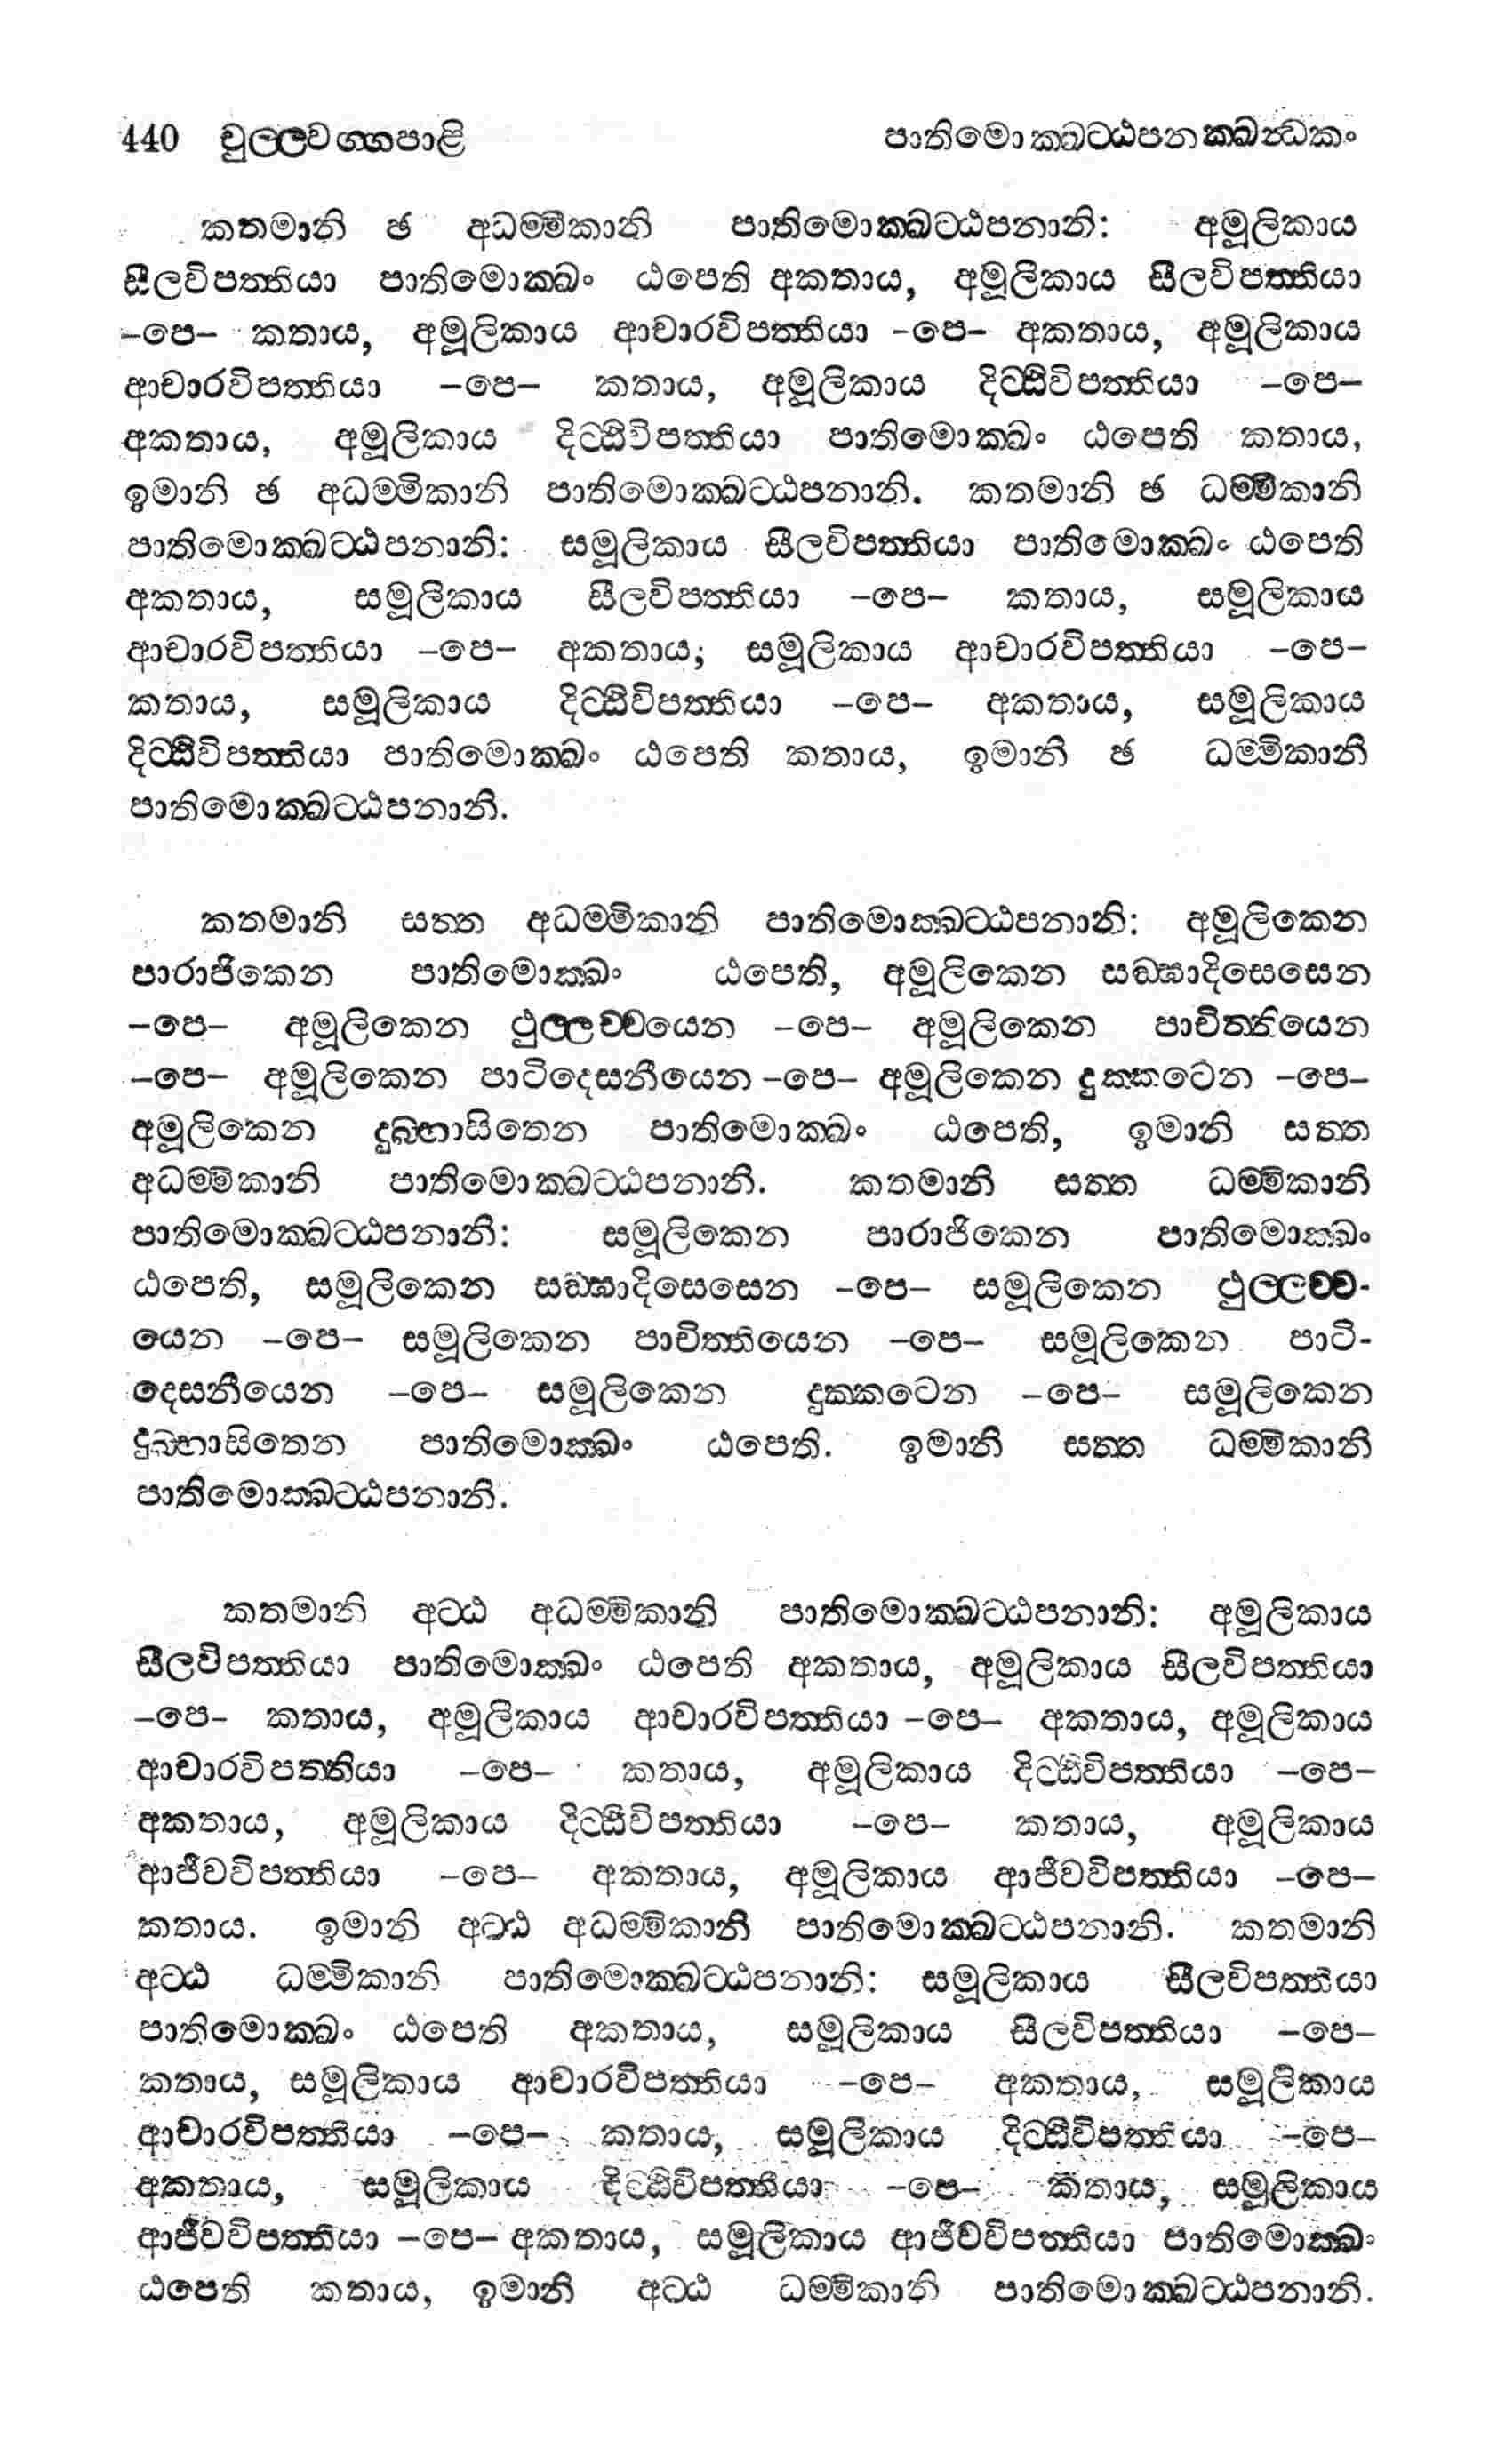 440 චුල්ලවග්ගපාළි පාතිමොක්ඛට්ඨපනක්ඛන්ධකං
කතමානි ඡ අධම්මිකානි පාතිමොක්ඛට්ඨපනානි: අමූලිකාය
සීලවිපත්තියා පාතිමොක්ඛං ඨපෙති අකතාය, අමූලිකාය සීලවිපත්තියා
–පෙ– කතාය, අමූලිකාය ආචාරවිපත්තියා –පෙ– අකතාය, අමූලිකාය
ආචාරවිපත්තියා –පෙ– කතාය, අමූලිකාය දිට්ඨිවිපත්තියා –පෙ–
අකතාය, අමූලිකාය දිට්ඨිවිපත්තියා පාතිමොක්ඛං ඨපෙති කතාය,
ඉමානි ඡ අධම්මිකානි පාතිමොක්ඛට්ඨපනානි. කතමානි ඡ ධම්මිකානි
පාතිමොක්ඛට්ඨපනානි: සමූලිකාය සීලවිපත්තියා පාතිමොක්ඛං ඨපෙති
අකතාය, සමූලිකාය සීලවිපත්තියා –පෙ– කතාය, සමූලිකාය
ආචාරවිපත්තියා –පෙ– අකතාය; සමූලිකාය ආචාරවිපත්තියා –පෙ–
කතාය, සමූලිකාය දිට්ඨිවිපත්තියා –පෙ– අකතාය, සමූලිකාය
දිට්ඨිවිපත්තියා පාතිමොක්ඛං ඨපෙති කතාය, ඉමානි ඡ ධම්මිකානි
පාතිමොක්ඛට්ඨපනානි.
කතමානි සත්ත අධම්මිකානි පාතිමොක්ඛට්ඨපනානි: අමූලිකෙන
පාරාජිකෙන පාතිමොක්ඛං ඨපෙති, අමූලිකෙන සඞ්ඝාදිසෙසෙන
–පෙ– අමූලිකෙන ථුල්ලච්චයෙන –පෙ– අමූලිකෙන පාචිත්තියෙන
–පෙ– අමූලිකෙන පාටිදෙසනීයෙන –පෙ– අමූලිකෙන දුක්කටෙන –පෙ–
අමූලිකෙන දුබ්භාසිතෙන පාතිමොක්ඛං ඨපෙති, ඉමානි සත්ත
අධම්මිකානි පාතිමොක්ඛට්ඨපනානි. කතමානි සත්ත ධම්මිකානි
පාතිමොක්ඛට්ඨපනානි: සමූලිකෙන පාරාජිකෙන පාතිමොක්ඛං
ඨපෙති, සමූලිකෙන සඞ්ඝාදිසෙසෙන –පෙ– සමූලිකෙන ථුල්ලච්ච-
යෙන –පෙ– සමූලිකෙන පාචිත්තියෙන –පෙ– සමූලිකෙන පාටි-
දෙසනීයෙන –පෙ– සමූලිකෙන දුක්කටෙන –පෙ– සමූලිකෙන
දුබ්භාසිතෙන පාතිමොක්ඛං ඨපෙති. ඉමානි සත්ත ධම්මිකානි
පාතිමොක්ඛට්ඨපනානි.
කතමානි අට්ඨ අධම්මිකානි පාතිමොක්ඛට්ඨපනානි: අමූලිකාය
සීලවිපත්තියා පාතිමොක්ඛං ඨපෙති අකතාය, අමූලිකාය සීලවිපත්තියා
–පෙ– කතාය, අමූලිකාය ආචාරවිපත්තියා –පෙ– අකතාය, අමූලිකාය
ආචාරවිපත්තියා –පෙ– කතාය, අමූලිකාය දිට්ඨිවිපත්තියා –පෙ–
අකතාය, අමූලිකාය දිට්ඨිවිපත්තියා –පෙ– කතාය, අමූලිකාය
ආජීවවිපත්තියා –පෙ– අකතාය, අමූලිකාය ආජීවවිපත්තියා –පෙ–
කතාය. ඉමානි අට්ඨ අධම්මිකානි පාතිමොක්ඛට්ඨපනානි. කතමානි
අට්ඨ ධම්මිකානි පාතිමොක්ඛට්ඨපනානි: සමූලිකාය සීලවිපත්තියා
පාතිමොක්ඛං ඨපෙති අකතාය, සමූලිකාය සීලවිපත්තියා –පෙ–
කතාය, සමූලිකාය ආචාරවිපත්තියා –පෙ– අකතාය, සමූලිකාය
ආචාරවිපත්තියා –පෙ– කතාය, සමූලිකාය දිට්ඨිවිපත්තියා –පෙ–
අකතාය, සමූලිකාය දිට්ඨිවිපත්තියා –පෙ– කතාය, සමූලිකාය
ආජීවවිපත්තියා –පෙ– අකතාය, සමූලිකාය ආජීවවිපත්තියා පාතිමොක්ඛං
ඨපෙති කතාය, ඉමානි අට්ඨ ධම්මිකානි පාතිමොක්ඛට්ඨපනානි.